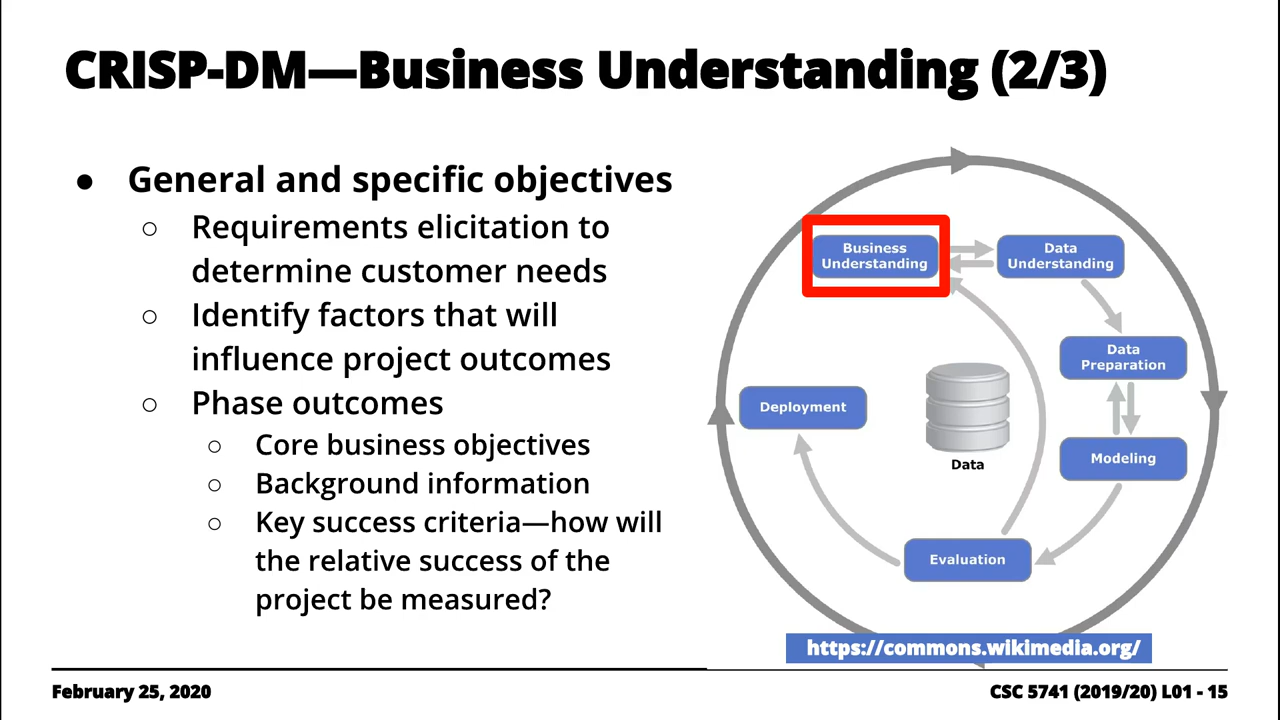 CRISP-DM—Business Understanding (2/3)
● General and specific objectives
○ Requirements elicitation to
determine customer needs
○ Identify factors that will
influence project outcomes
○ Phase outcomes
○ Core business objectives
○ Background information
○ Key success criteria—how will
the relative success of the
project be measured?
Business
Understanding
Data
Understanding
Data
Preparation
Modeling
Evaluation
Deployment
Data
https://commons.wikimedia.org/
February 25, 2020
CSC 5741 (2019/20) L01 - 15